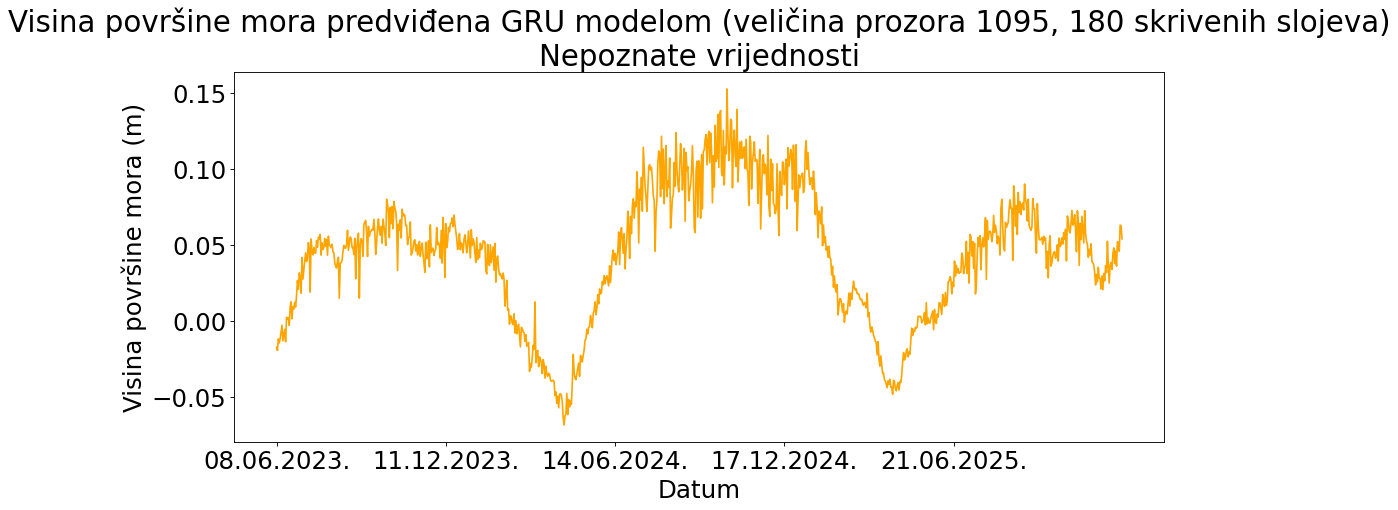 Visina površine mora predviđena GRU modelom (veličina prozora 1095, 180 skrivenih slojeva)
Nepoznate vrijednosti
Visina površine mora (m)
0.15
0.10
0.05
0.00
−0.05
08.06.2023. 11.12.2023. 14.06.2024. 17.12.2024. 21.06.2025.
Datum